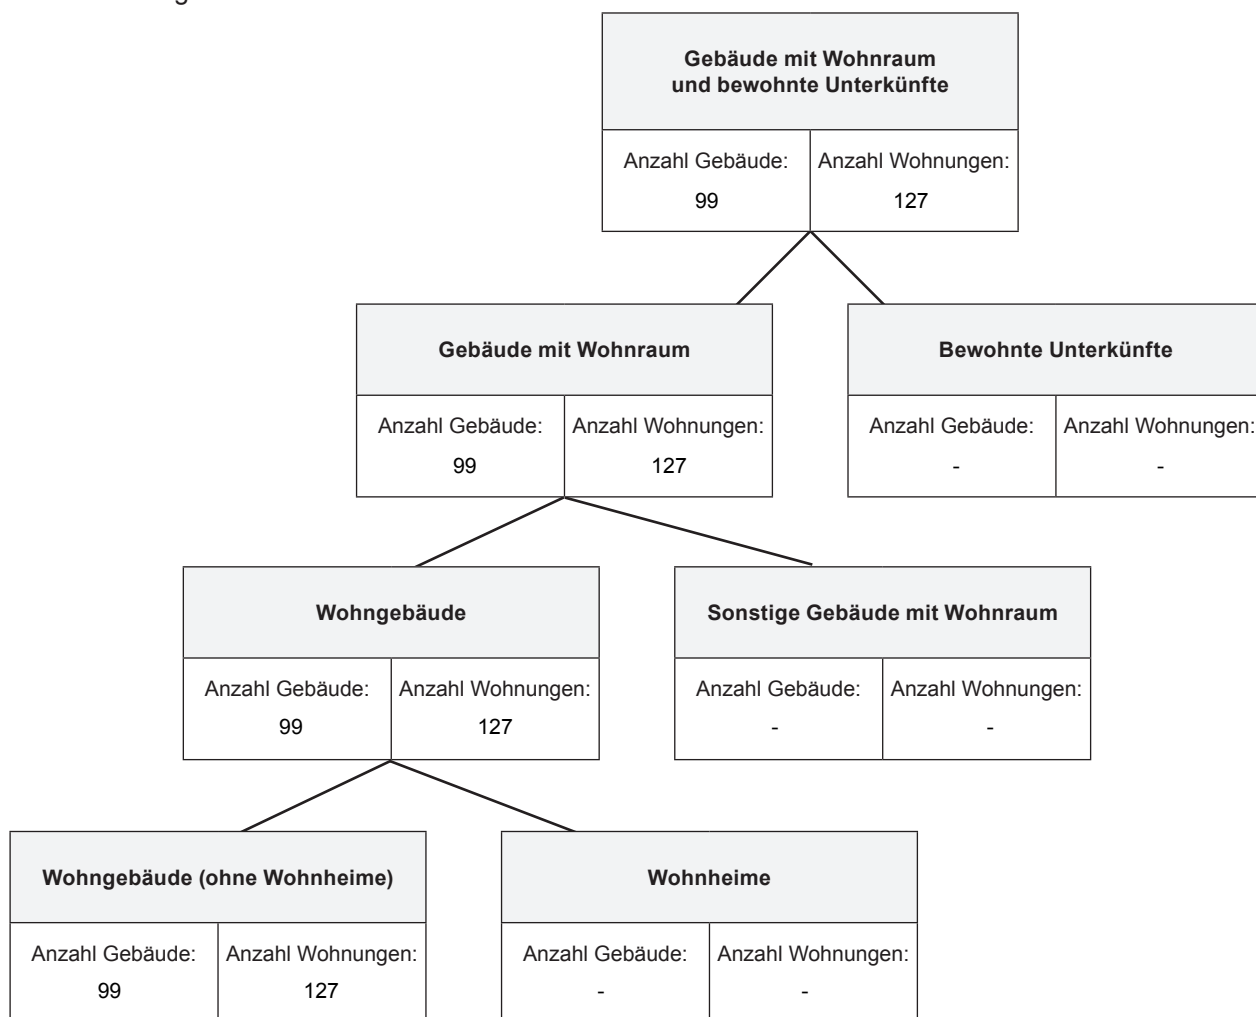 Gebäude mit Wohnraum
und bewohnte Unterkünfte
Anzahl Gebäude: Anzahl Wohnungen:
99 127
Gebäude mit Wohnraum Bewohnte Unterkünfte
Anzahl Gebäude: Anzahl Wohnungen: Anzahl Gebäude: Anzahl Wohnungen:
99 127 - -
Wohngebäude Sonstige Gebäude mit Wohnraum
Anzahl Gebäude: Anzahl Wohnungen: Anzahl Gebäude: Anzahl Wohnungen:
99 127 - -
Wohngebäude (ohne Wohnheime) Wohnheime
Anzahl Gebäude: Anzahl Wohnungen: Anzahl Gebäude: Anzahl Wohnungen:
99 127 - -